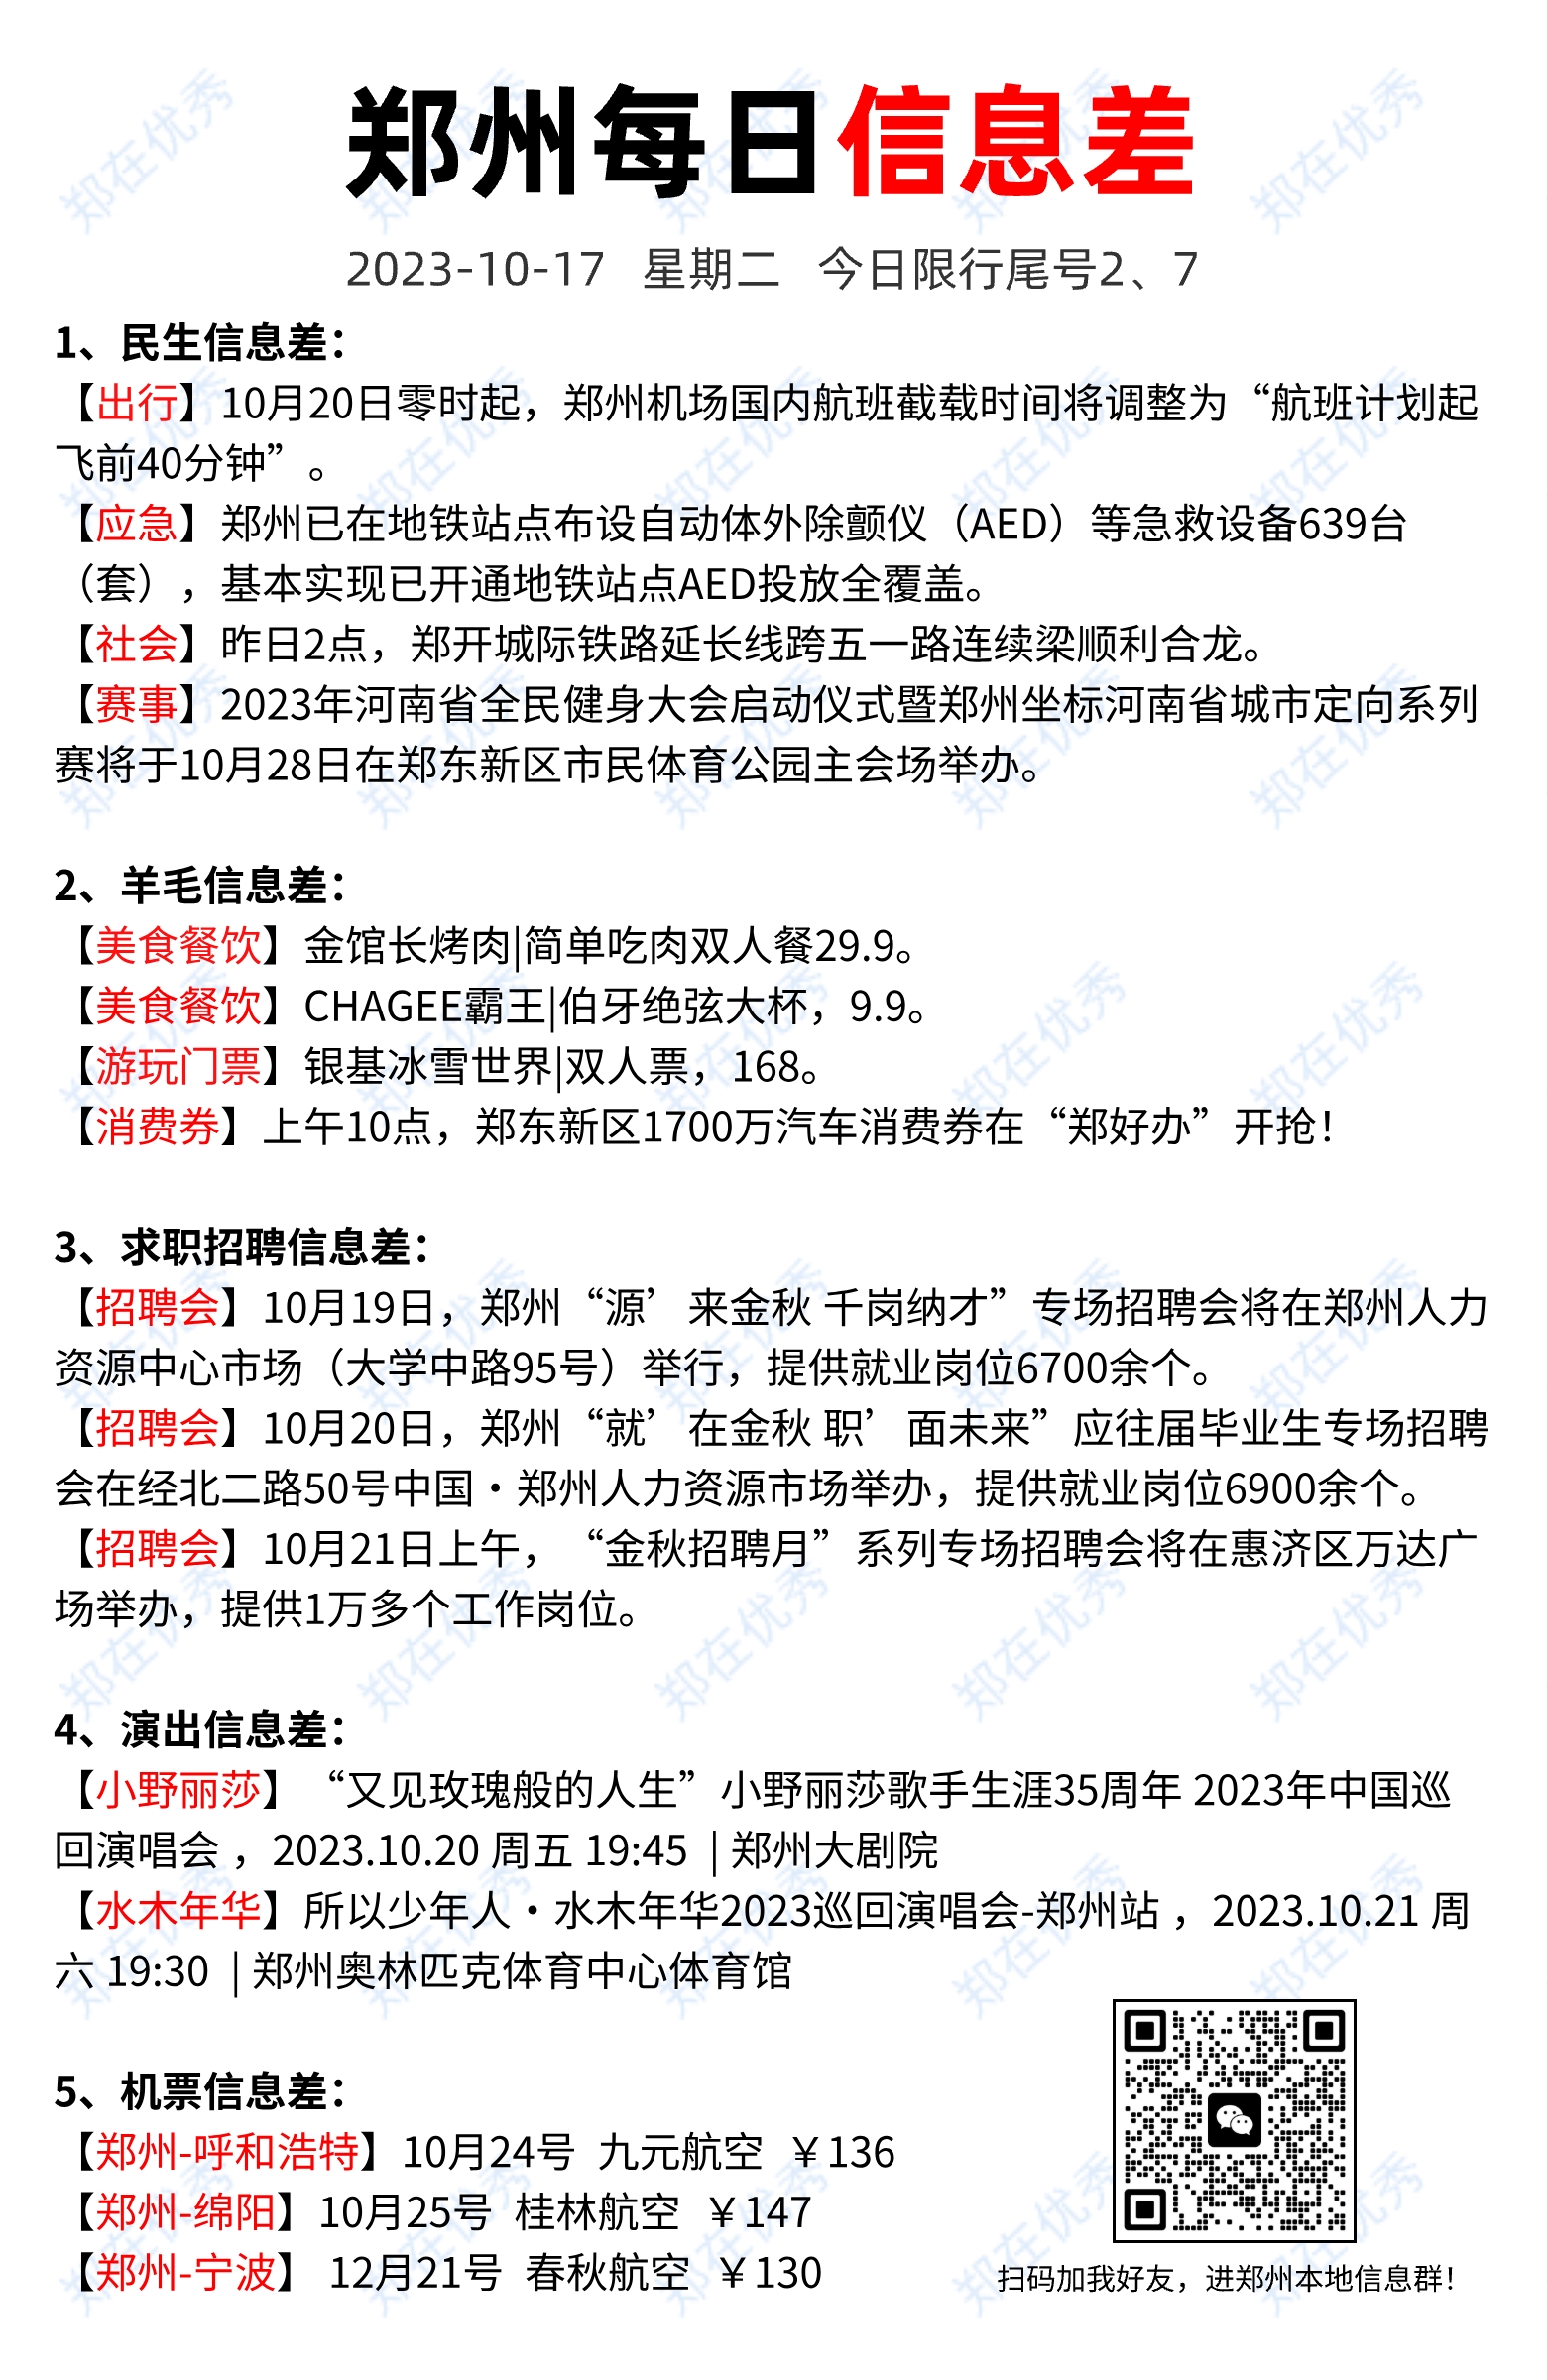 郑州每日信息差
2023-10-17 星期二 今日限行尾号2、7
1、民生信息差：
【出行】10月20日零时起，郑州机场国内航班截载时间将调整为“航班计划起
飞前40分钟”。
【应急】郑州已在地铁站点布设自动体外除颤仪（AED）等急救设备639台
（套），基本实现已开通地铁站点AED投放全覆盖。
【社会】昨日2点，郑开城际铁路延长线跨五一路连续梁顺利合龙。
【赛事】2023年河南省全民健身大会启动仪式暨郑州坐标河南省城市定向系列
赛将于10月28日在郑东新区市民体育公园主会场举办。
2、羊毛信息差：
【美食餐饮】金馆长烤肉|简单吃肉双人餐29.9。
【美食餐饮】CHAGEE霸王|伯牙绝弦大杯，9.9。
【游玩门票】银基冰雪世界|双人票，168。
【消费券】上午10点，郑东新区1700万汽车消费券在“郑好办”开抢！
3、求职招聘信息差：
【招聘会】10月19日，郑州“源’来金秋 千岗纳才”专场招聘会将在郑州人力
资源中心市场（大学中路95号）举行，提供就业岗位6700余个。
【招聘会】10月20日，郑州“就’在金秋 职’面未来”应往届毕业生专场招聘
会在经北二路50号中国·郑州人力资源市场举办，提供就业岗位6900余个。
【招聘会】10月21日上午，“金秋招聘月”系列专场招聘会将在惠济区万达广
场举办，提供1万多个工作岗位。
4、演出信息差：
【小野丽莎】“又见玫瑰般的人生”小野丽莎歌手生涯35周年 2023年中国巡
回演唱会 ，2023.10.20 周五 19:45 | 郑州大剧院
【水木年华】所以少年人·水木年华2023巡回演唱会-郑州站 ，2023.10.21 周
六 19:30 | 郑州奥林匹克体育中心体育馆
5、机票信息差：
【郑州-呼和浩特】10月24号 九元航空 ￥136
【郑州-绵阳】10月25号 桂林航空 ￥147
【郑州-宁波】 12月21号 春秋航空 ￥130
扫码加我好友，进郑州本地信息群！
郑在优秀